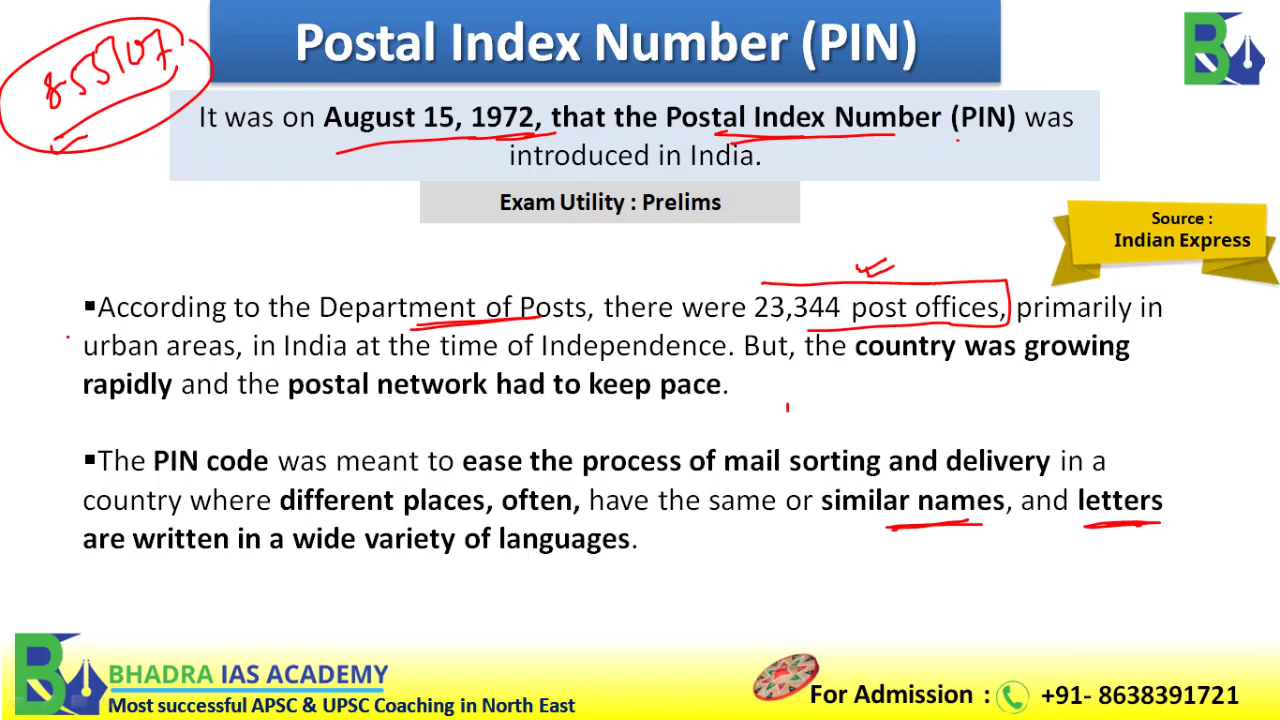 Postal Index Number (PIN)
855107
It was on August 15, 1972, that the Postal Index Number (PIN) was
introduced in India.
Exam Utility : Prelims
Source :
Indian Express
▪According to the Department of Posts, there were 23,344 post offices, primarily in
urban areas, in India at the time of Independence. But, the country was growing
rapidly and the postal network had to keep pace.
▪The PIN code was meant to ease the process of mail sorting and delivery in a
country where different places, often, have the same or similar names, and letters
are written in a wide variety of languages.
BHADRA IAS ACADEMY
Most successful APSC & UPSC Coaching in North East
For Admission : +91- 8638391721